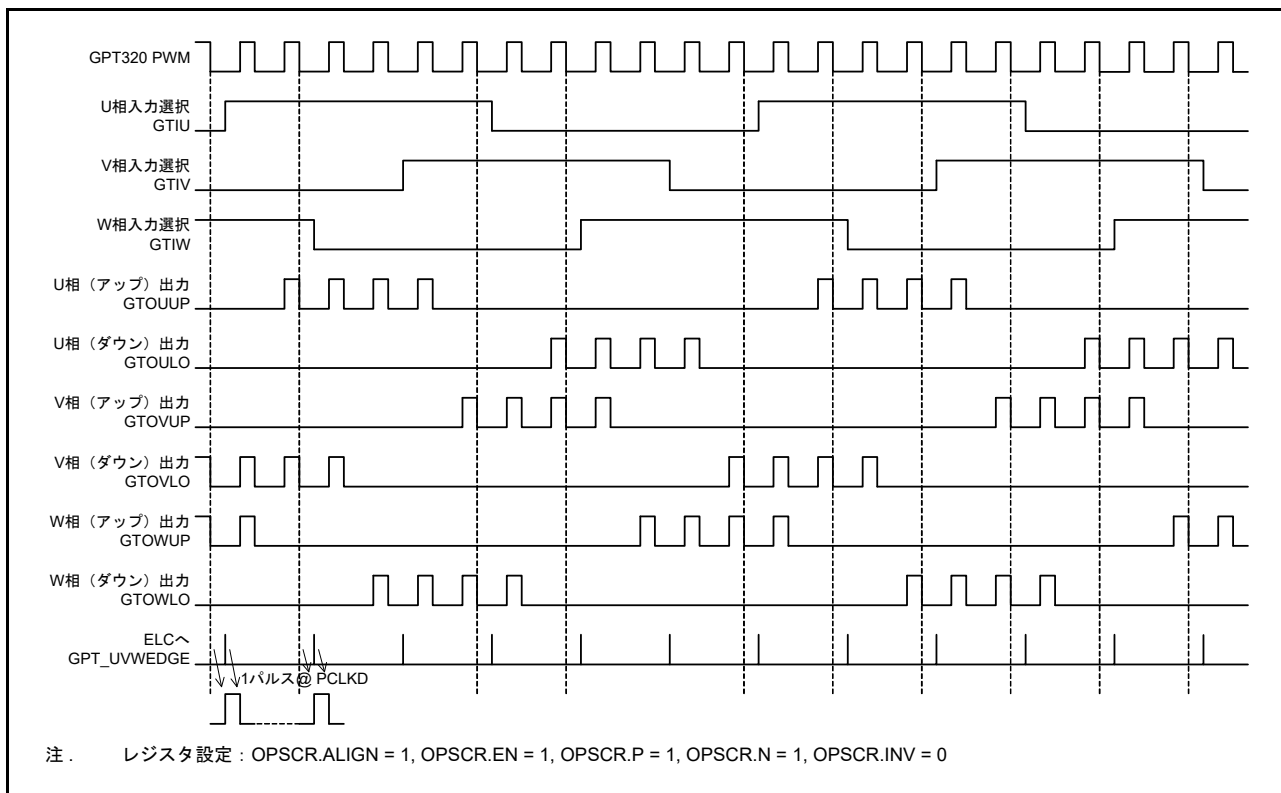 GPT320 PWM
U相入力選択
GTIU
V相入力選択
GTIV
W相入力選択
GTIW
U相（アップ）出力
GTOUUP
U相（ダウン）出力
GTOULO
V相（アップ）出力
GTOVUP
V相（ダウン）出力
GTOVLO
W相（アップ）出力
GTOWUP
W相（ダウン）出力
GTOWLO
ELCへ
GPT_UVWEDGE
1パルス@ PCLKD
注 . レジスタ設定 : OPSCR.ALIGN = 1, OPSCR.EN = 1, OPSCR.P = 1, OPSCR.N = 1, OPSCR.INV = 0